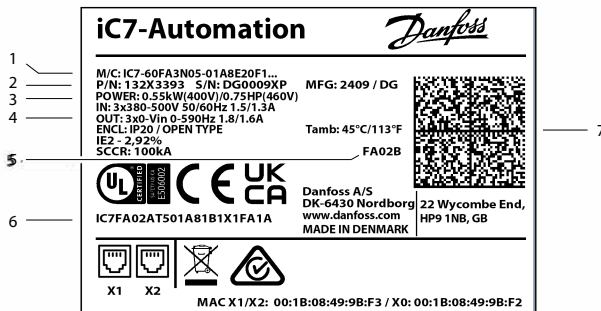 iC7-Automation
Danfoss
1
M/C: IC7-60FA3N05-01A8E20F1...
2
P/N: 132X3393 S/N: DG0009XP MFG: 2409 / DG
3
POWER: 0.55kW(400V)/0.75HP(460V)
IN: 3x380-500V 50/60Hz 1.5/1.3A
4
OUT: 3x0-Vin 0-590Hz 1.8/1.6A
ENCL: IP20 / OPEN TYPE Tamb: 45°C/113°F
7
IE2 - 2,92%
SCCR: 100kA FA02B
5
UL CERTIFIED E506002 CE UKCA
Danfoss A/S
DK-6430 Nordborg
www.danfoss.com
MADE IN DENMARK
22 Wycombe End,
HP9 1NB, GB
6
IC7FA02AT501A81B1X1FA1A
X1 X2
MAC X1/X2: 00:1B:08:49:9B:F3 / X0: 00:1B:08:49:9B:F2